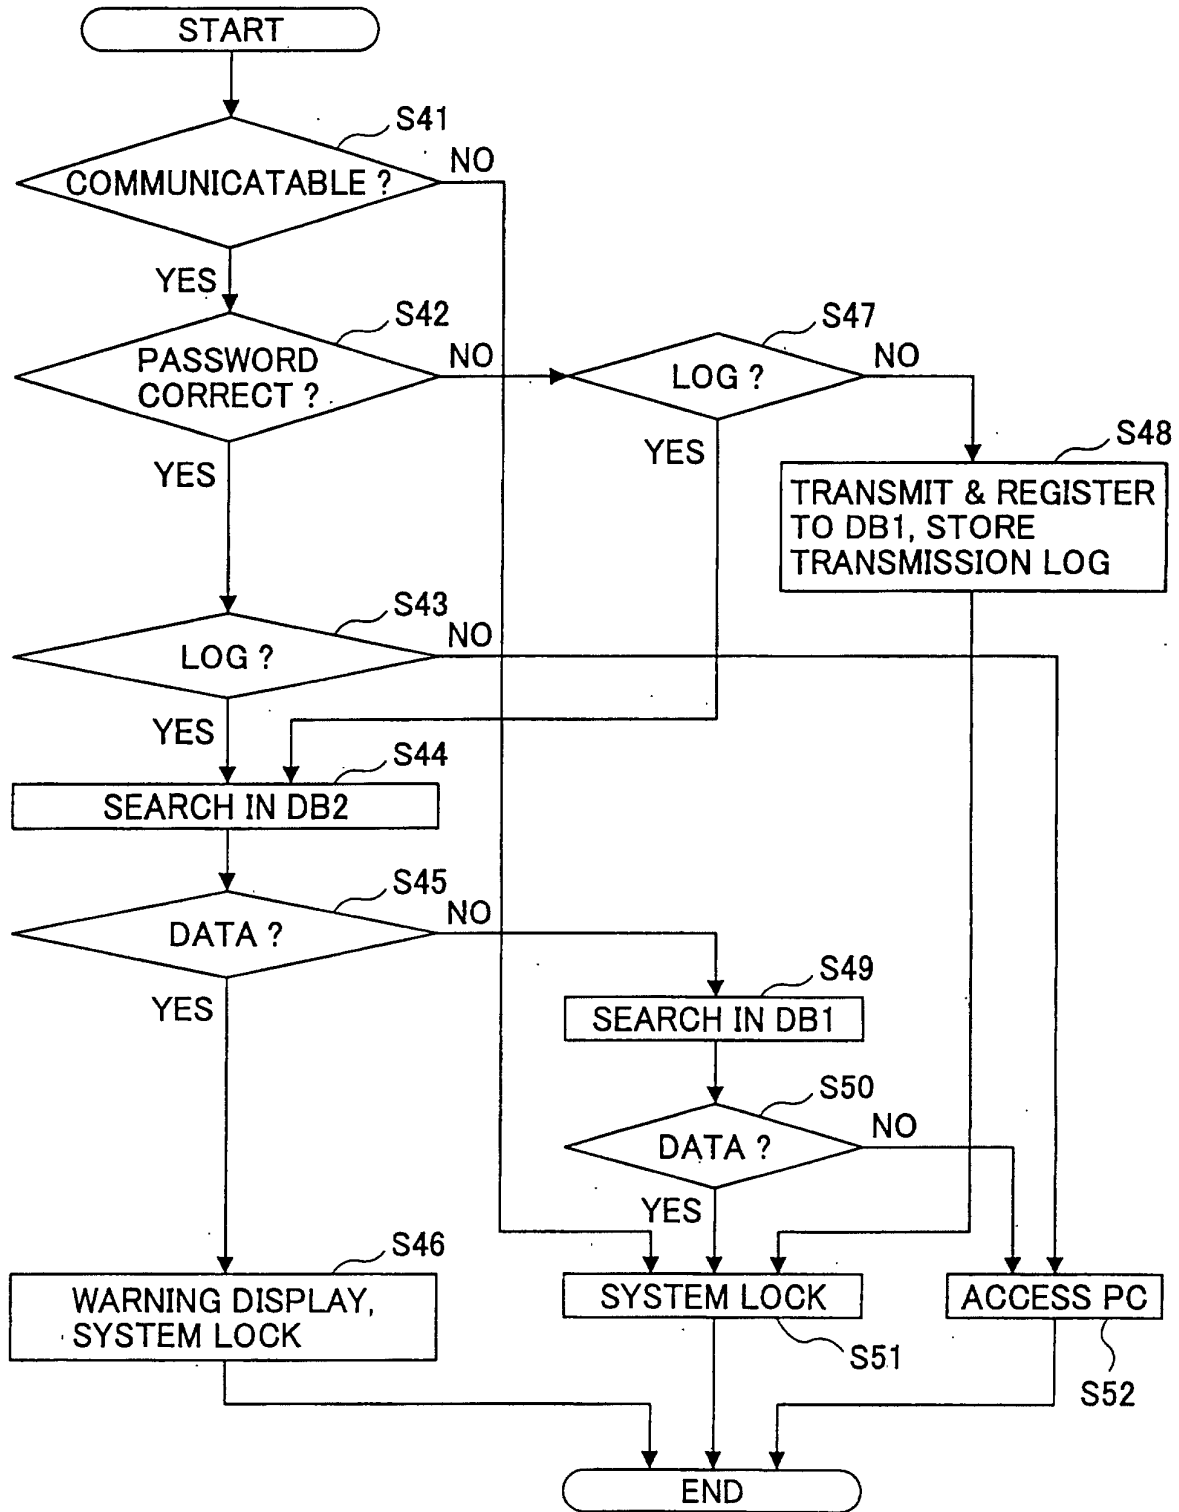 START
S41
COMMUNICATABLE ?
NO
YES
S42
PASSWORD
CORRECT ?
NO
YES
S47
LOG ?
NO
YES
S48
TRANSMIT & REGISTER
TO DB1, STORE
TRANSMISSION LOG
S43
LOG ?
NO
YES
S44
SEARCH IN DB2
S45
DATA ?
NO
YES
S49
SEARCH IN DB1
S50
DATA ?
NO
YES
S46
WARNING DISPLAY,
SYSTEM LOCK
SYSTEM LOCK
S51
ACCESS PC
S52
END